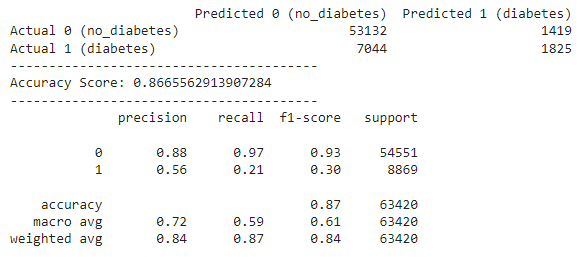 Predicted 0 (no_diabetes) Predicted 1 (diabetes)
Actual 0 (no_diabetes) 53132 1419
Actual 1 (diabetes) 7044 1825
----------------------------------------
Accuracy Score: 0.8665562913907284
----------------------------------------
precision recall f1-score support
0 0.88 0.97 0.93 54551
1 0.56 0.21 0.30 8869
accuracy 0.87 63420
macro avg 0.72 0.59 0.61 63420
weighted avg 0.84 0.87 0.84 63420